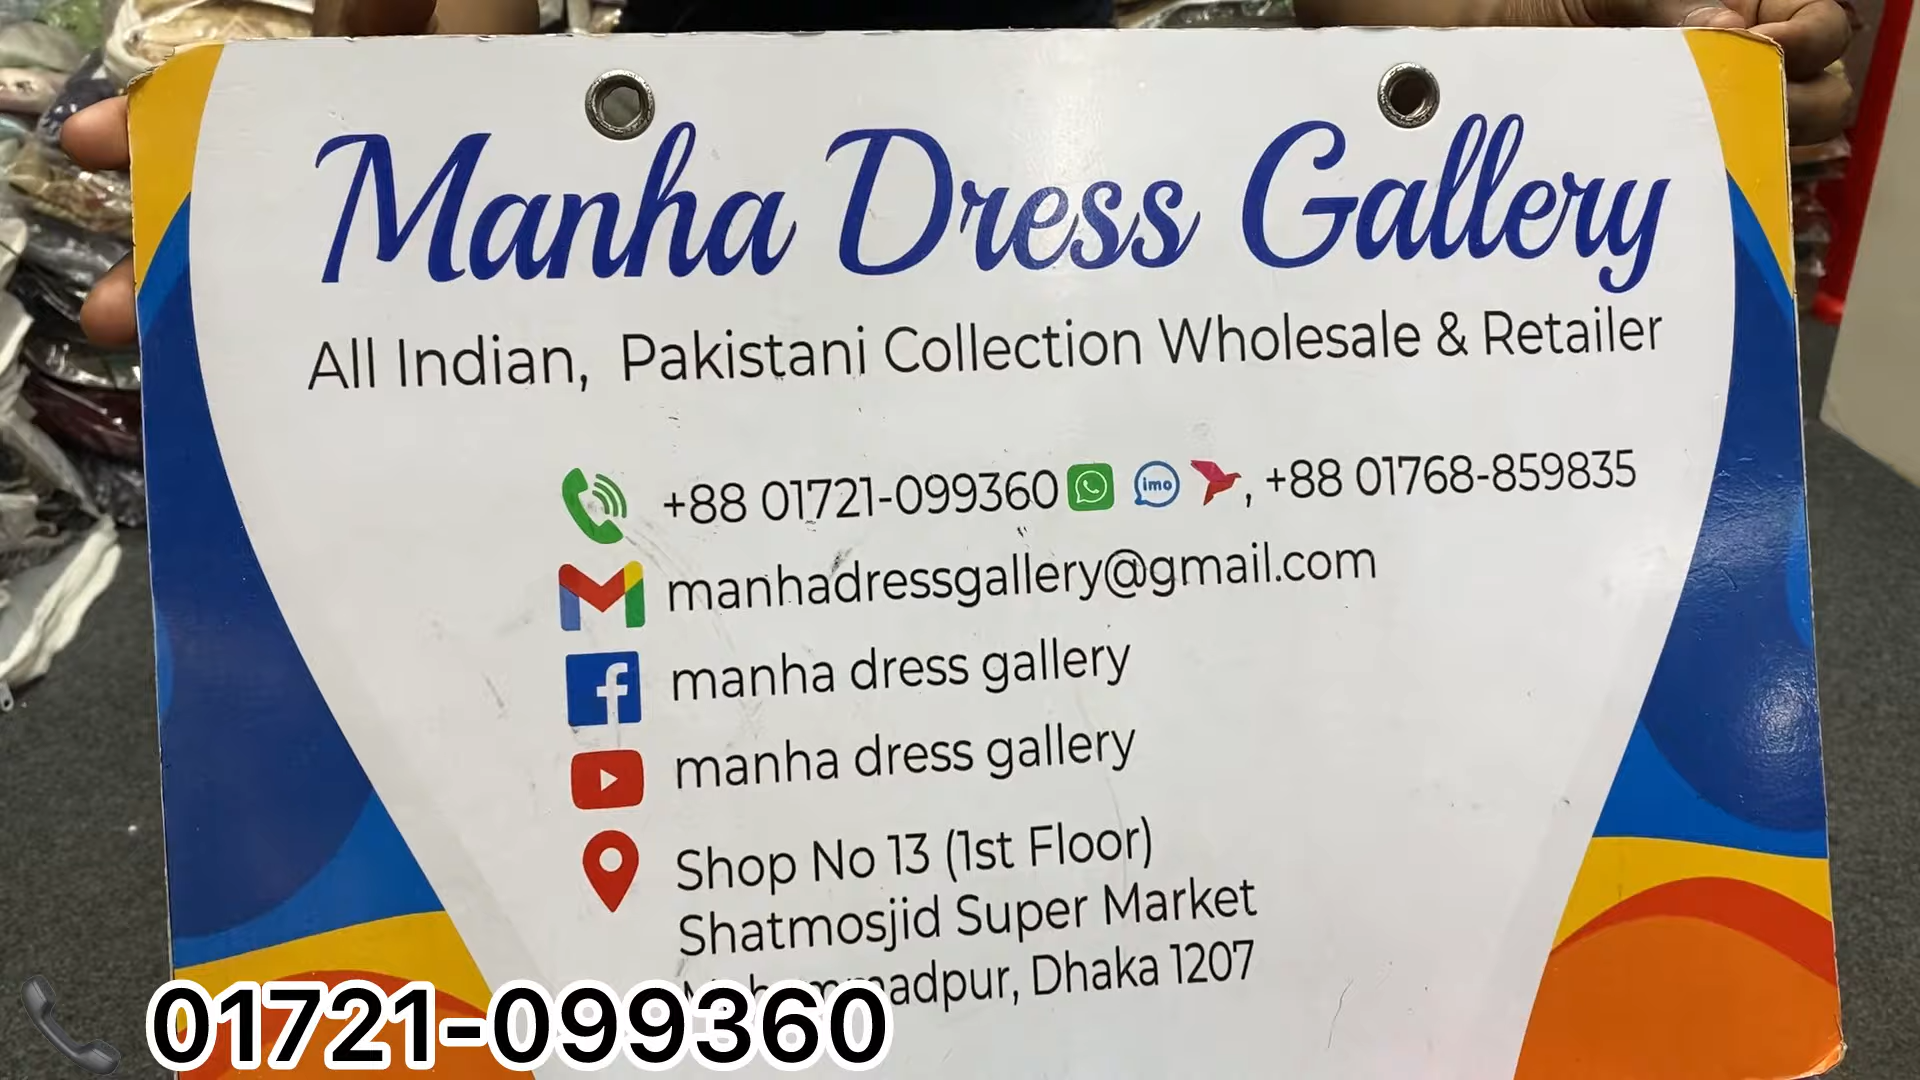 Manha Dress Gallery
All Indian, Pakistani Collection Wholesale & Retailer
+88 01721-099360 imo , +88 01768-859835
manhadressgallery@gmail.com
f manha dress gallery
manha dress gallery
Shop No 13 (1st Floor)
Shatmosjid Super Market
Dhaka 1207
01721-099360